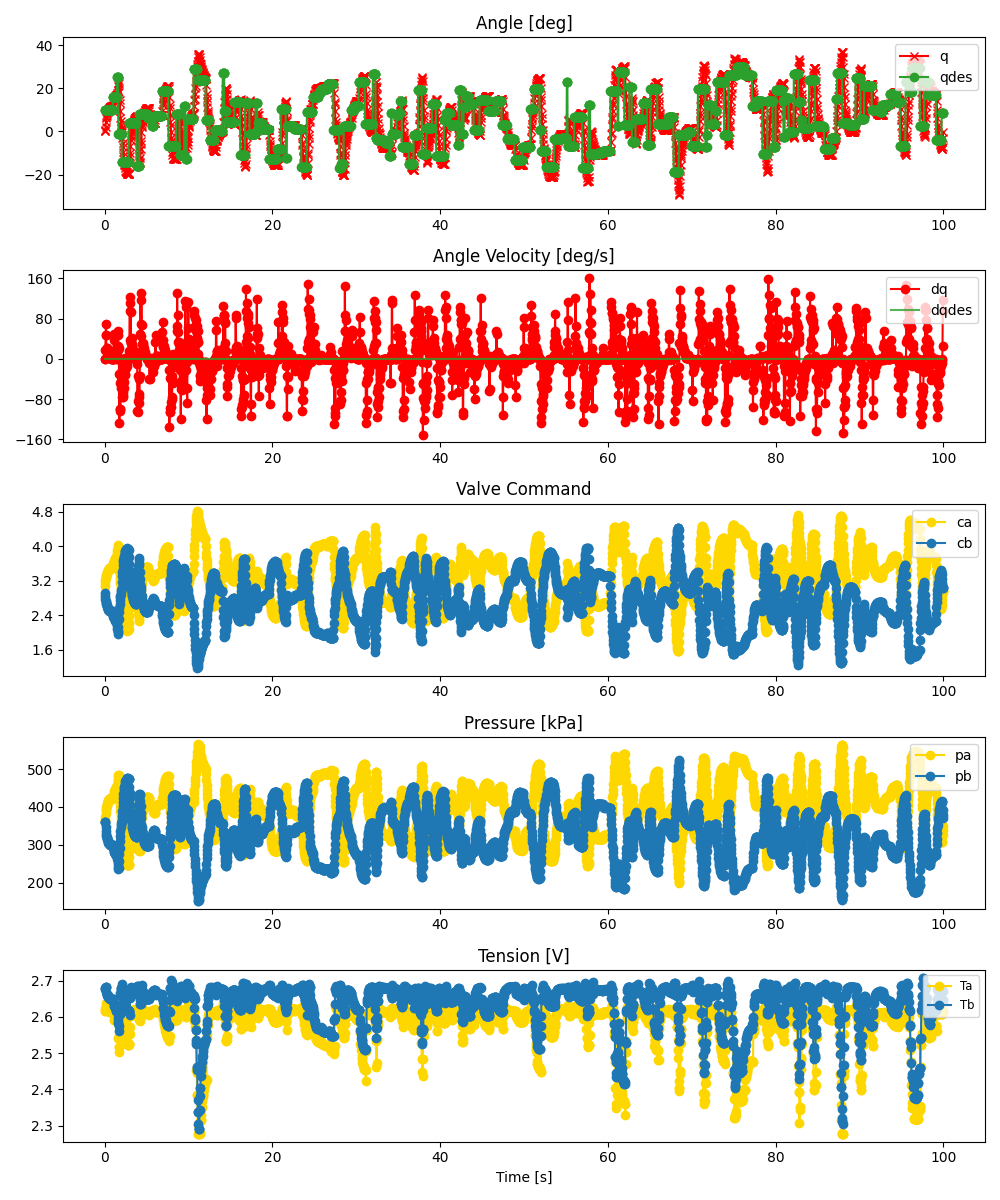 Angle [deg]
40
20
0
−20
q
qdes
0 20 40 60 80 100
Angle Velocity [deg/s]
160
80
0
−80
−160
dq
dqdes
0 20 40 60 80 100
Valve Command
4.8
4.0
3.2
2.4
1.6
ca
cb
0 20 40 60 80 100
Pressure [kPa]
500
400
300
200
pa
pb
0 20 40 60 80 100
Tension [V]
2.7
2.6
2.5
2.4
2.3
Ta
Tb
0 20 40 60 80 100
Time [s]